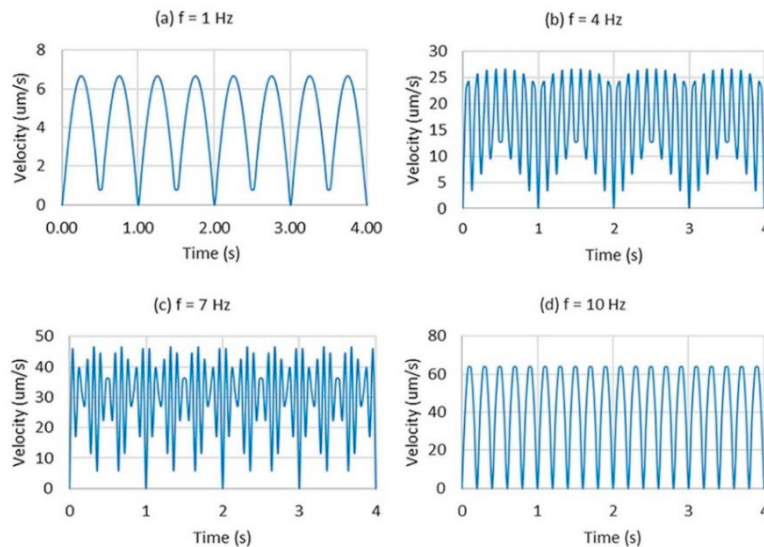 (a) f = 1 Hz
8
6
4
2
0
Velocity (um/s)
0.00 1.00 2.00 3.00 4.00
Time (s)
(b) f = 4 Hz
30
25
20
15
10
5
0
Velocity (um/s)
0 1 2 3 4
Time (s)
(c) f = 7 Hz
50
40
30
20
10
0
Velocity (um/s)
0 1 2 3 4
Time (s)
(d) f = 10 Hz
80
60
40
20
0
Velocity (um/s)
0 1 2 3 4
Time (s)